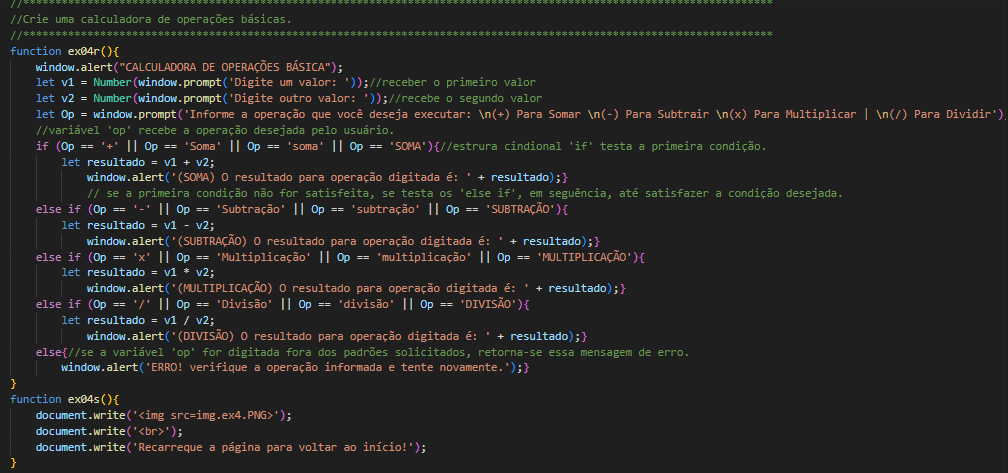 //*********************************************************************************************************************
//Crie uma calculadora de operações básicas.
//*********************************************************************************************************************
function ex04r(){
window.alert("CALCULADORA DE OPERAÇÕES BÁSICA");
let v1 = Number(window.prompt('Digite um valor: '));//receber o primeiro valor
let v2 = Number(window.prompt('Digite outro valor: '));//recebe o segundo valor
let Op = window.prompt('Informe a operação que você deseja executar: \n(+) Para Somar \n(-) Para Subtrair \n(x) Para Multiplicar | \n(/) Para Dividir')
//variável 'op' recebe a operação desejada pelo usuário.
if (Op == '+' || Op == 'Soma' || Op == 'soma' || Op == 'SOMA'){//estrura cindional 'if' testa a primeira condição.
let resultado = v1 + v2;
window.alert('(SOMA) O resultado para operação digitada é: ' + resultado);}
// se a primeira condição não for satisfeita, se testa os 'else if', em seguência, até satisfazer a condição desejada.
else if (Op == '-' || Op == 'Subtração' || Op == 'subtração' || Op == 'SUBTRAÇÃO'){
let resultado = v1 - v2;
window.alert('(SUBTRAÇÃO) O resultado para operação digitada é: ' + resultado);}
else if (Op == 'x' || Op == 'Multiplicação' || Op == 'multiplicação' || Op == 'MULTIPLICAÇÃO'){
let resultado = v1 * v2;
window.alert('(MULTIPLICAÇÃO) O resultado para operação digitada é: ' + resultado);}
else if (Op == '/' || Op == 'Divisão' || Op == 'divisão' || Op == 'DIVISÃO'){
let resultado = v1 / v2;
window.alert('(DIVISÃO) O resultado para operação digitada é: ' + resultado);}
else{//se a variável 'op' for digitada fora dos padrões solicitados, retorna-se essa mensagem de erro.
window.alert('ERRO! verifique a operação informada e tente novamente.');}
}
function ex04s(){
document.write('<img src=img.ex4.PNG>');
document.write('<br>');
document.write('Recarreque a página para voltar ao início!');
}